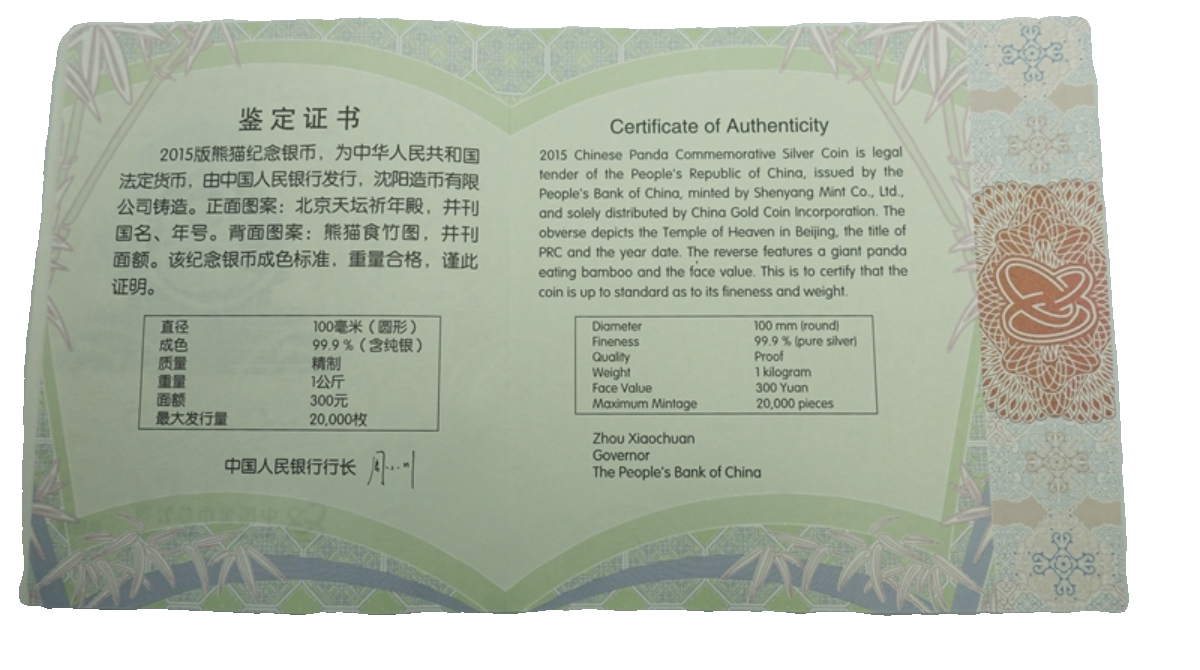 鉴定证书
2015版熊猫纪念银币，为中华人民共和国
法定货币，由中国人民银行发行，沈阳造币有限
公司铸造。正面图案：北京天坛祈年殿，并刊
国名、年号。背面图案：熊猫食竹图，并刊
面额。该纪念银币成色标准，重量合格，谨此
证明。
直径 100毫米（圆形）
成色 99.9％（含纯银）
质量 精制
重量 1公斤
面额 300元
最大发行量 20,000枚
中国人民银行行长
Certificate of Authenticity
2015 Chinese Panda Commemorative Silver Coin is legal
tender of the People's Republic of China, issued by the
People's Bank of China, minted by Shenyang Mint Co., Ltd.,
and solely distributed by China Gold Coin Incorporation. The
obverse depicts the Temple of Heaven in Beijing, the title of
PRC and the year date. The reverse features a giant panda
eating bamboo and the face value. This is to certify that the
coin is up to standard as to its fineness and weight.
Diameter 100 mm (round)
Fineness 99.9 % (pure silver)
Quality Proof
Weight 1 kilogram
Face Value 300 Yuan
Maximum Mintage 20,000 pieces
Zhou Xiaochuan
Governor
The People's Bank of China